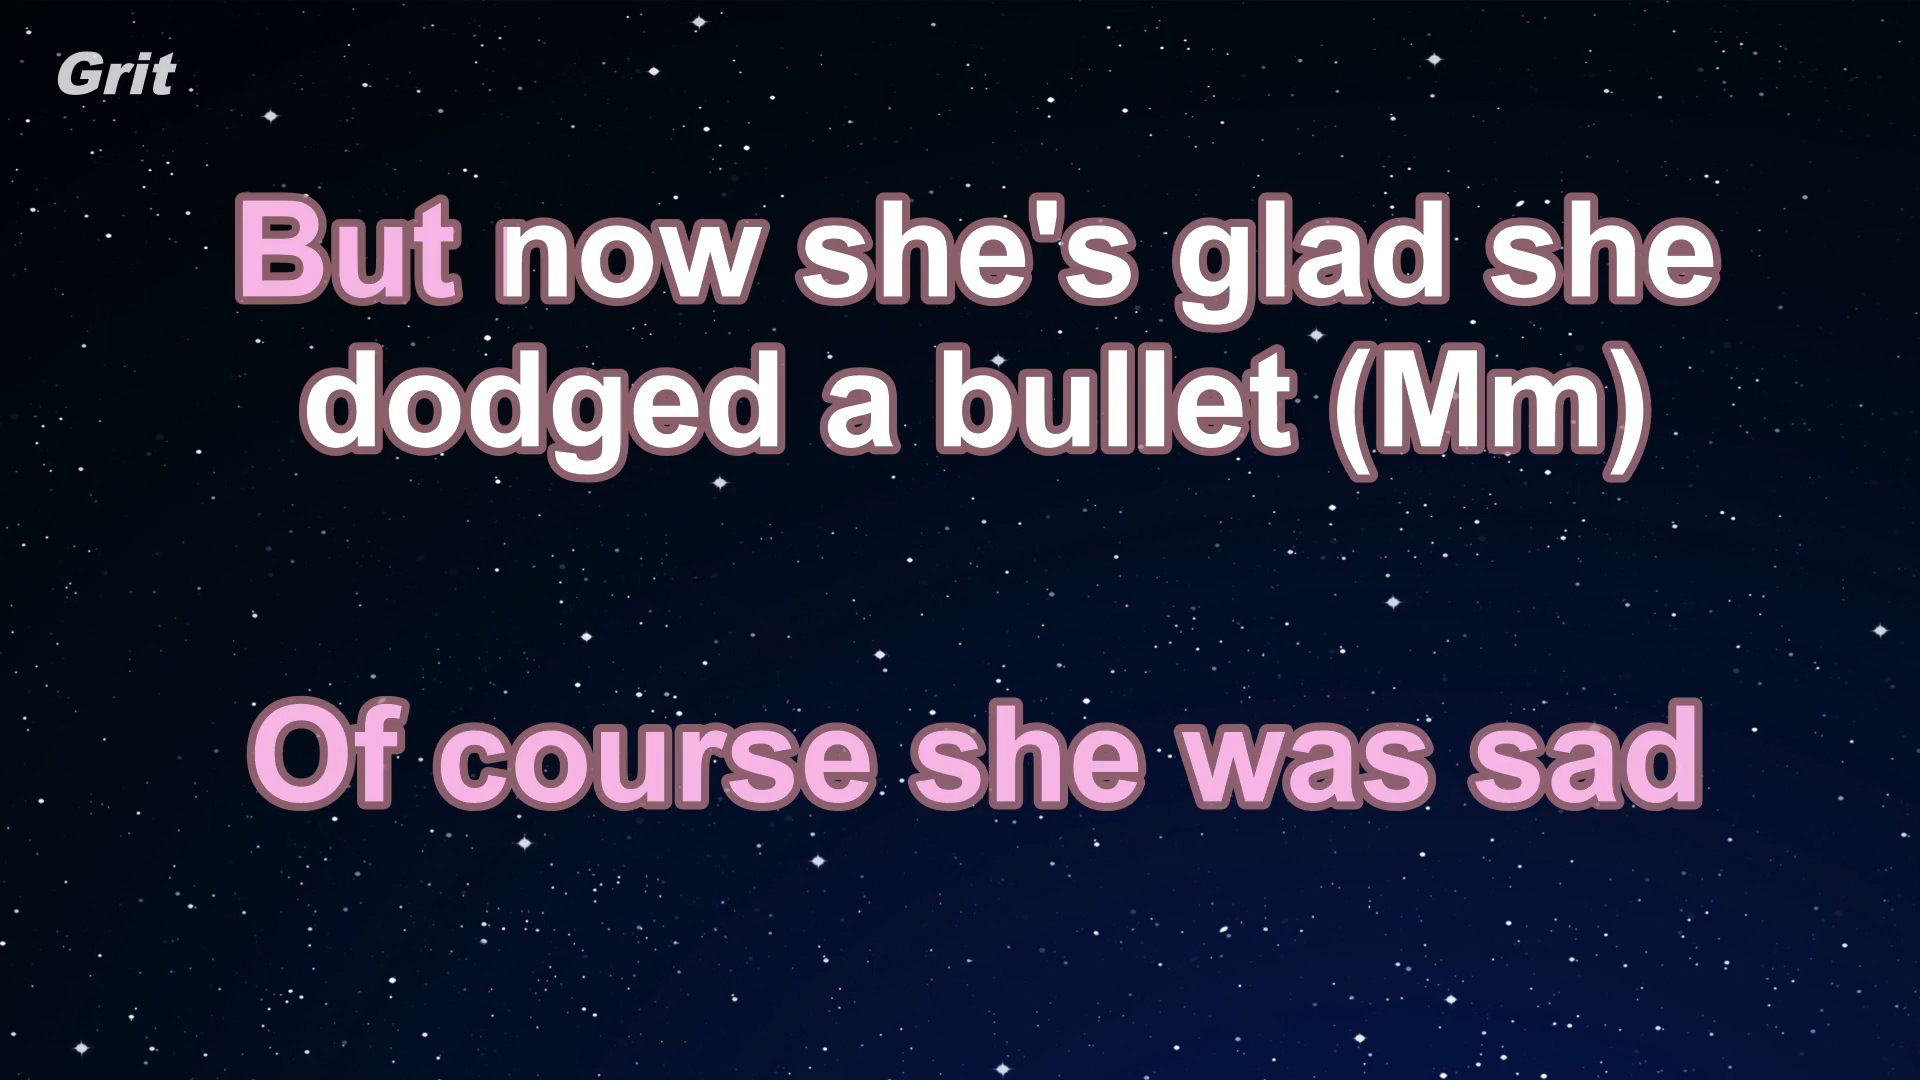 Grit
But now she's glad she
dodged a bullet (Mm)
Of course she was sad